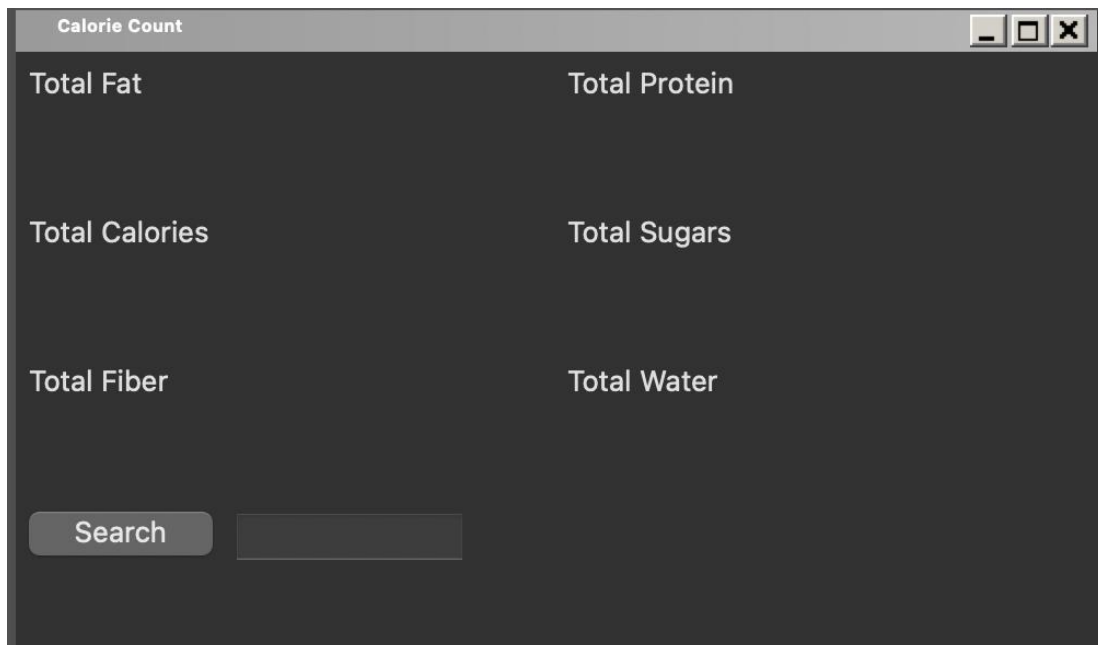 Calorie Count
Total Fat
Total Protein
Total Calories
Total Sugars
Total Fiber
Total Water
Search